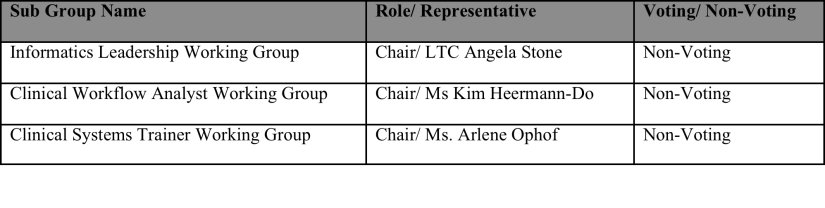 Sub Group Name Role/ Representative Voting/ Non-Voting
Informatics Leadership Working Group Chair/ LTC Angela Stone Non-Voting
Clinical Workflow Analyst Working Group Chair/ Ms Kim Heermann-Do Non-Voting
Clinical Systems Trainer Working Group Chair/ Ms. Arlene Ophof Non-Voting